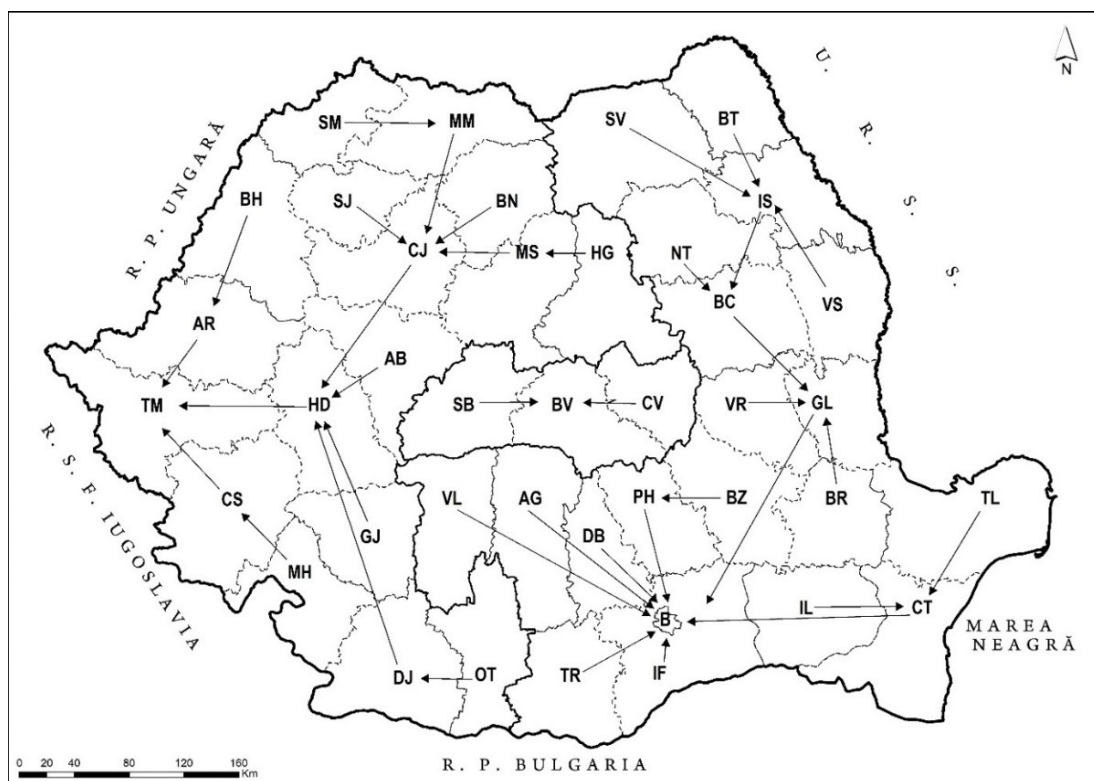 N
U. R. S. S.
R. P. UNGARĂ
SM MM SV BT
BH SJ BN IS
CJ MS HG NT
BC VS
AR AB
TM HD SB BV CV VR GL
CS VL AG PH BZ BR TL
GJ DB
MH
IL CT
B
DJ OT TR IF
R. S. F. IUGOSLAVIA
MAREA
NEAGRĂ
R. P. BULGARIA
0 20 40 80 120 160
Km